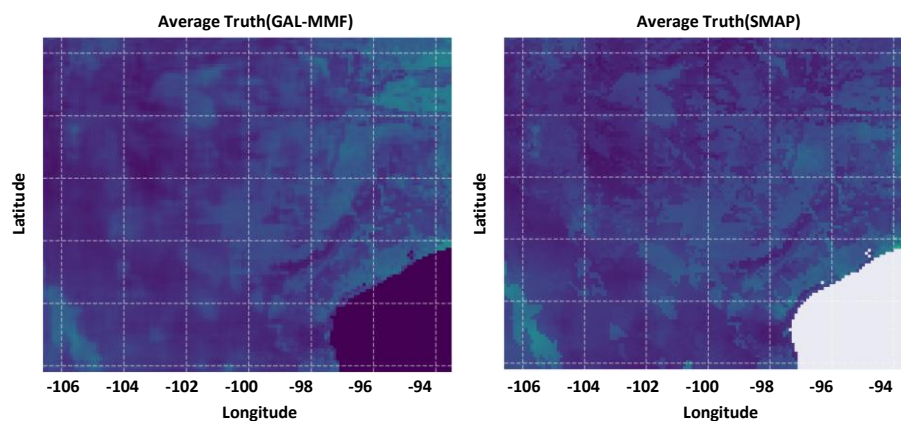 Average Truth(GAL-MMF)
Average Truth(SMAP)
Latitude
Latitude
-106 -104 -102 -100 -98 -96 -94
-106 -104 -102 -100 -98 -96 -94
Longitude
Longitude